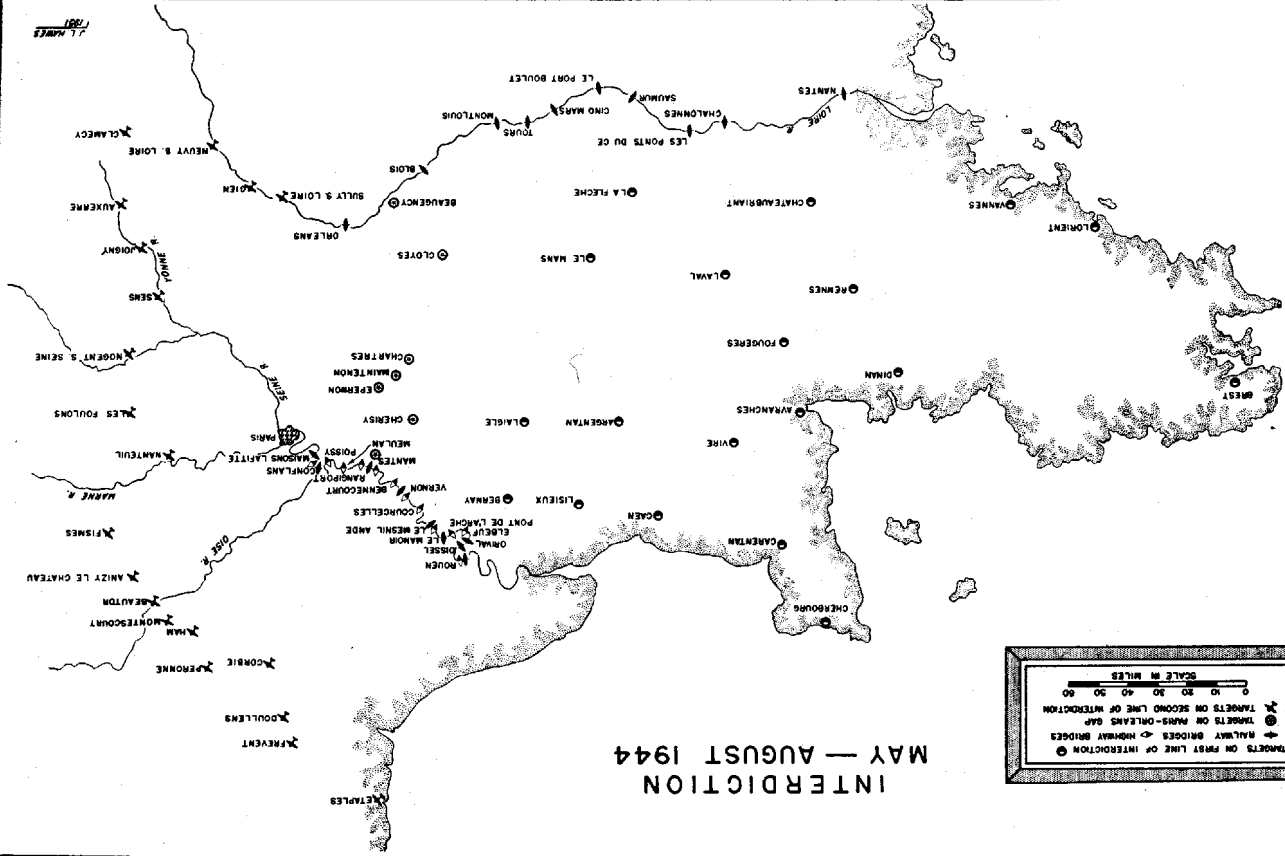 INTERDICTION
MAY — AUGUST 1944
TARGETS ON FIRST LINE OF INTERDICTION
RAILWAY BRIDGES HIGHWAY BRIDGES
TARGETS ON PARIS-ORLEANS GAP
TARGETS ON SECOND LINE OF INTERDICTION
0 10 20 30 40 50 60
SCALE IN MILES
ETAPLES
FREVENT
DOULLENS
CORBIE
PERONNE
HAM
MONTESCOURT
BEAUTOR
ANIZY LE CHATEAU
CHERBOURG
ROUEN
OISSEL
ORIVAL
ELBEUF
LE MANOIR
PONT DE L'ARCHE
LE MESNIL ANDE
OISE R.
FISMES
CARENTAN
CAEN
LISIEUX
BERNAY
COURCELLES
VERNON
BENNECOURT
MARNE R.
RANGIPORT
MANTES
MEULAN
CONFLANS
POISSY
MAISONS LAFITTE
NANTEUIL
VIRE
PARIS
AVRANCHES
ARGENTAN
LAIGLE
CHERISY
LES FOULONS
BREST
DINAN
EPERNON
MAINTENON
CHARTRES
SEINE R.
NOGENT S. SEINE
FOUGERES
RENNES
SENS
LAVAL
LE MANS
CLOYES
YONNE R.
JOIGNY
LORIENT
ORLEANS
VANNES
CHATEAUBRIANT
LA FLECHE
BEAUGENCY
SULLY S. LOIRE
AUXERRE
GIEN
BLOIS
NEUVY S. LOIRE
CLAMECY
LES PONTS DU CE
TOURS
MONTLOUIS
LOIRE R.
CHALONNES
CINQ MARS
SAUMUR
NANTES
LE PORT BOULET
J. L. HAWES
1951